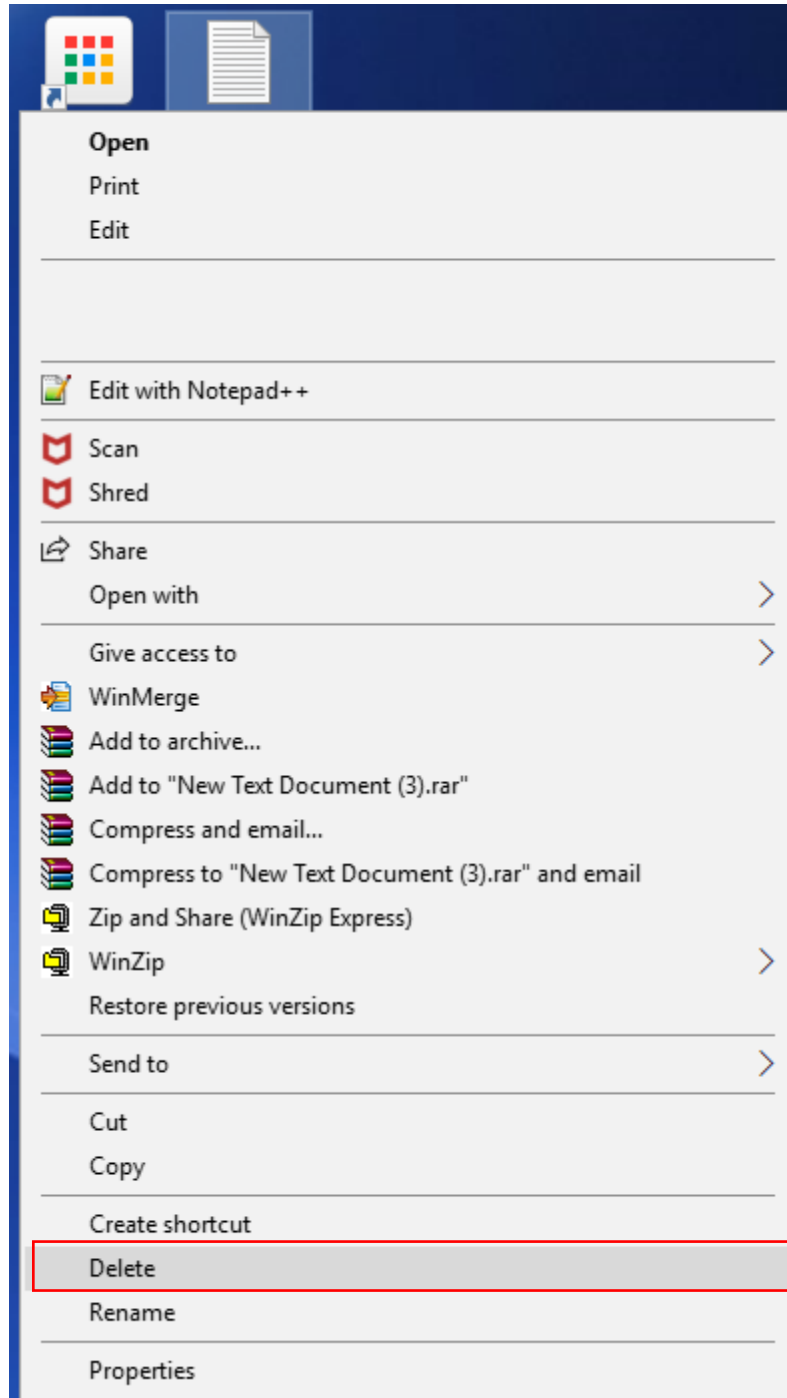 Open
Print
Edit
Edit with Notepad++
Scan
Shred
Share
Open with
Give access to
WinMerge
Add to archive...
Add to "New Text Document (3).rar"
Compress and email...
Compress to "New Text Document (3).rar" and email
Zip and Share (WinZip Express)
WinZip
Restore previous versions
Send to
Cut
Copy
Create shortcut
Delete
Rename
Properties